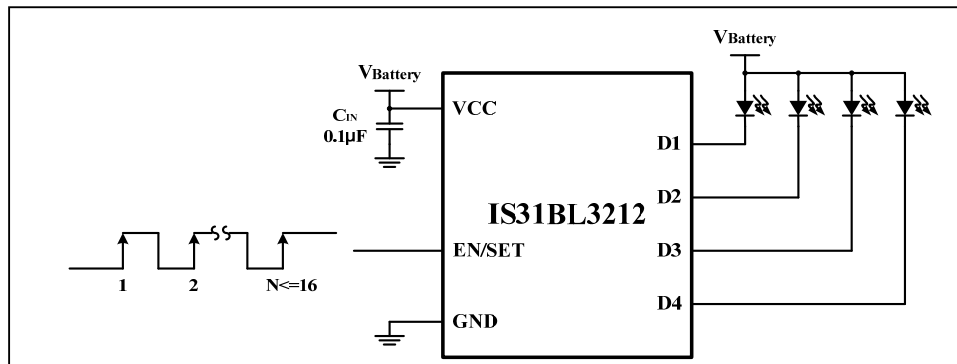 VBattery
VBattery
VCC
CIN
0.1µF
D1
D2
IS31BL3212
EN/SET
D3
1
2
N<=16
D4
GND